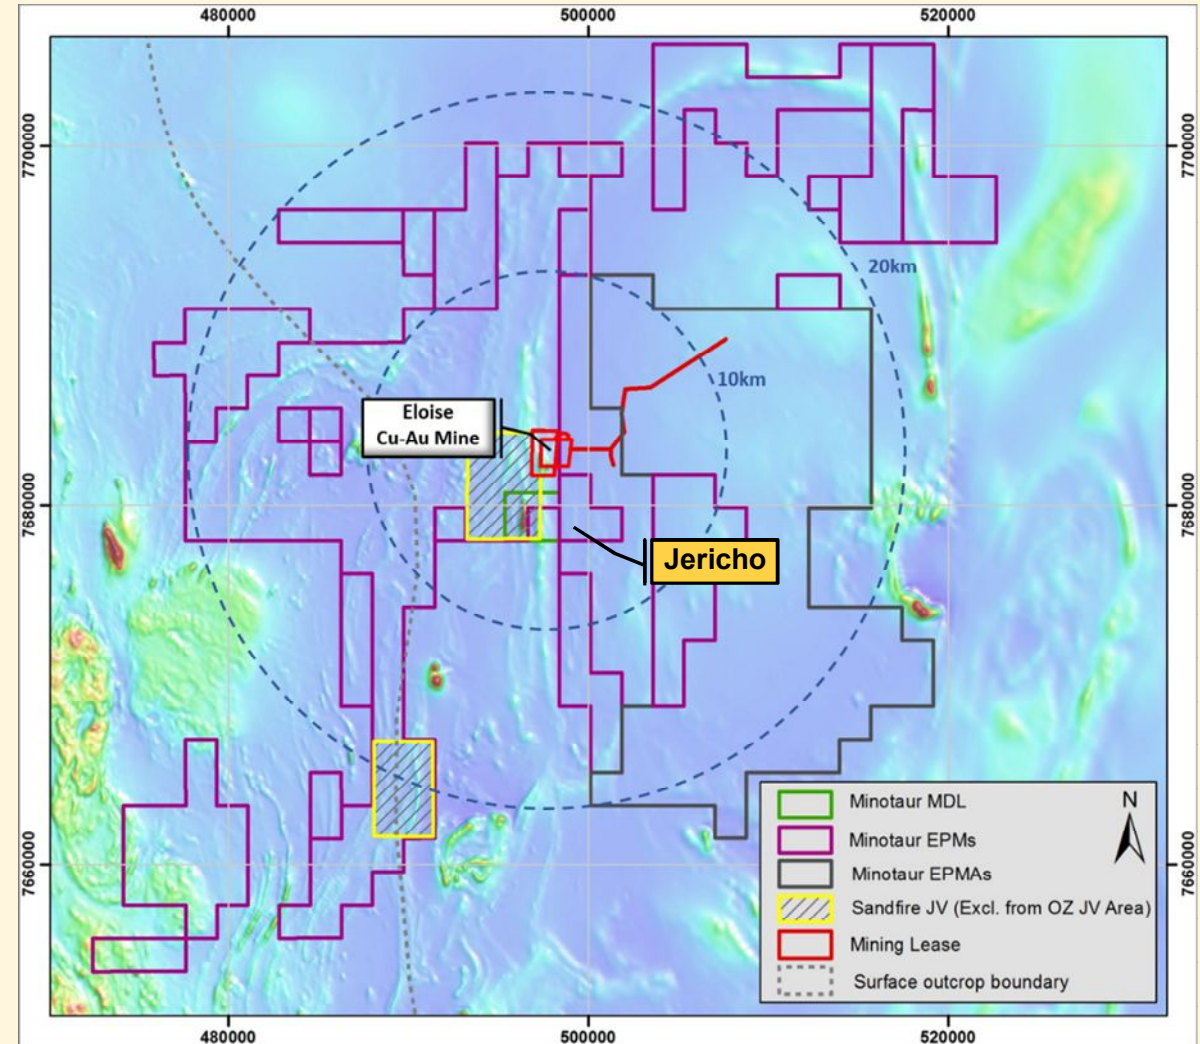 480000 500000 520000
7700000 7700000
20km
10km
Eloise
Cu-Au Mine
7680000 7680000
Jericho
Minotaur MDL
N
Minotaur EPMs
Minotaur EPMAs
7660000 7660000
Sandfire JV (Excl. from OZ JV Area)
Mining Lease
Surface outcrop boundary
480000 500000 520000